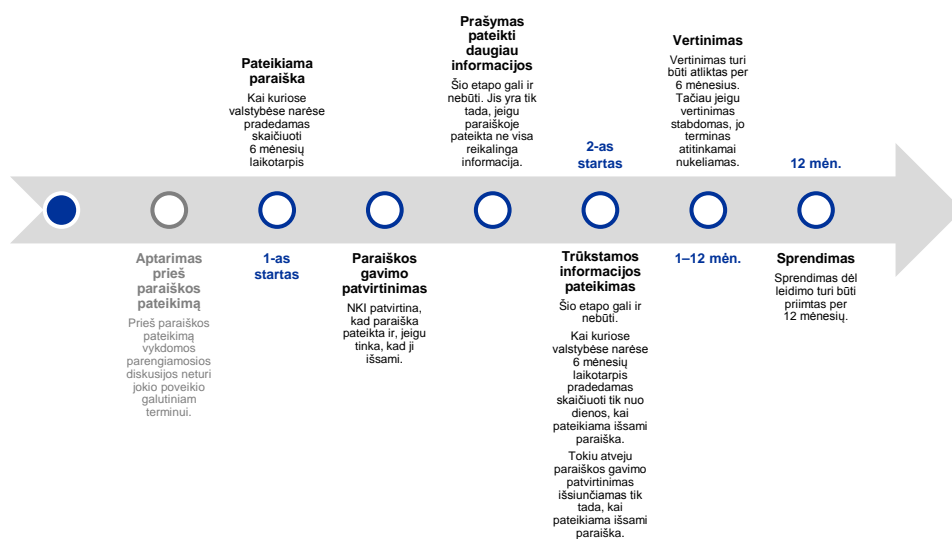 Aptarimas
prieš
paraiškos
pateikimą
Prieš paraiškos
pateikimą
vykdomos
parengiamosios
diskusijos neturi
jokio poveikio
galutiniam
terminui.
Pateikiama
paraiška
Kai kuriose
valstybėse narėse
pradedamas
skaičiuoti
6 mėnesių
laikotarpis
1-as
startas
Paraiškos
gavimo
patvirtinimas
NKI patvirtina,
kad paraiška
pateikta ir, jeigu
tinka, kad ji
išsami.
Prašymas
pateikti
daugiau
informacijos
Šio etapo gali ir
nebūti. Jis yra tik
tada, jeigu
paraiškoje
pateikta ne visa
reikalinga
informacija.
2-as
startas
Trūkstamos
informacijos
pateikimas
Šio etapo gali ir
nebūti.
Kai kuriose
valstybėse narėse
6 mėnesių
laikotarpis
pradedamas
skaičiuoti tik nuo
dienos, kai
pateikiama išsami
paraiška.
Tokiu atveju
paraiškos gavimo
patvirtinimas
išsiunčiamas tik
tada, kai
pateikiama išsami
paraiška.
Vertinimas
Vertinimas turi
būti atliktas per
6 mėnesius.
Tačiau jeigu
vertinimas
stabdomas, jo
terminas
atitinkamai
nukeliamas.
1–12 mėn.
12 mėn.
Sprendimas
Sprendimas dėl
leidimo turi būti
priimtas per
12 mėnesių.